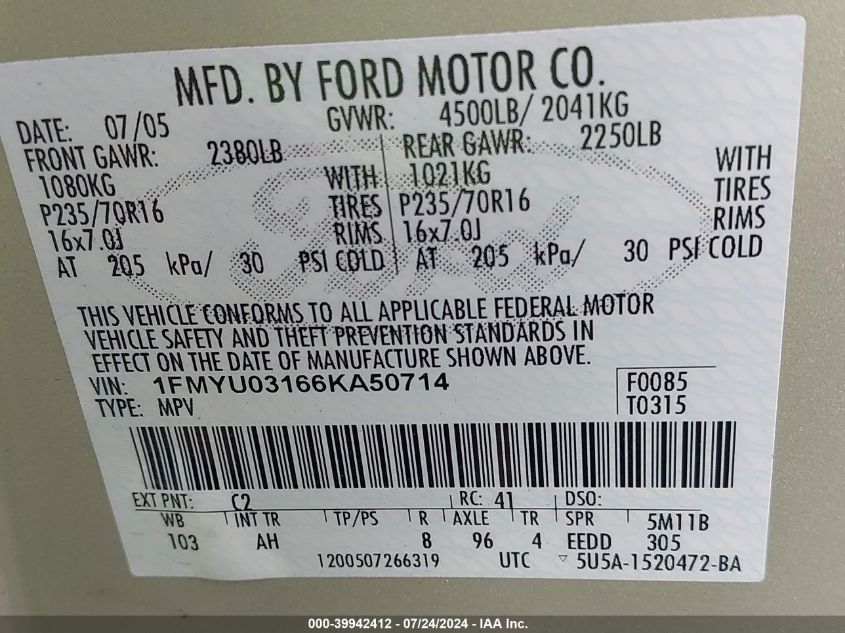 MFD. BY FORD MOTOR CO.
DATE: 07/05 GVWR: 4500LB/ 2041KG
FRONT GAWR: 2380LB REAR GAWR: 2250LB
1080KG WITH 1021KG WITH
P235/70R16 TIRES P235/70R16 TIRES
16x7.0J RIMS 16x7.0J RIMS
AT 205 kPa/ 30 PSI COLD AT 205 kPa/ 30 PSI COLD
THIS VEHICLE CONFORMS TO ALL APPLICABLE FEDERAL MOTOR
VEHICLE SAFETY AND THEFT PREVENTION STANDARDS IN
EFFECT ON THE DATE OF MANUFACTURE SHOWN ABOVE.
VIN: 1FMYU03166KA50714 F0085
TYPE: MPV T0315
EXT PNT: C2 RC: 41 DSO:
WB INT TR TP/PS R AXLE TR SPR 5M11B
103 AH 8 96 4 EEDD 305
1200507266319 UTC ▽ 5U5A-1520472-BA
000-39942412 - 07/24/2024 - IAA Inc.